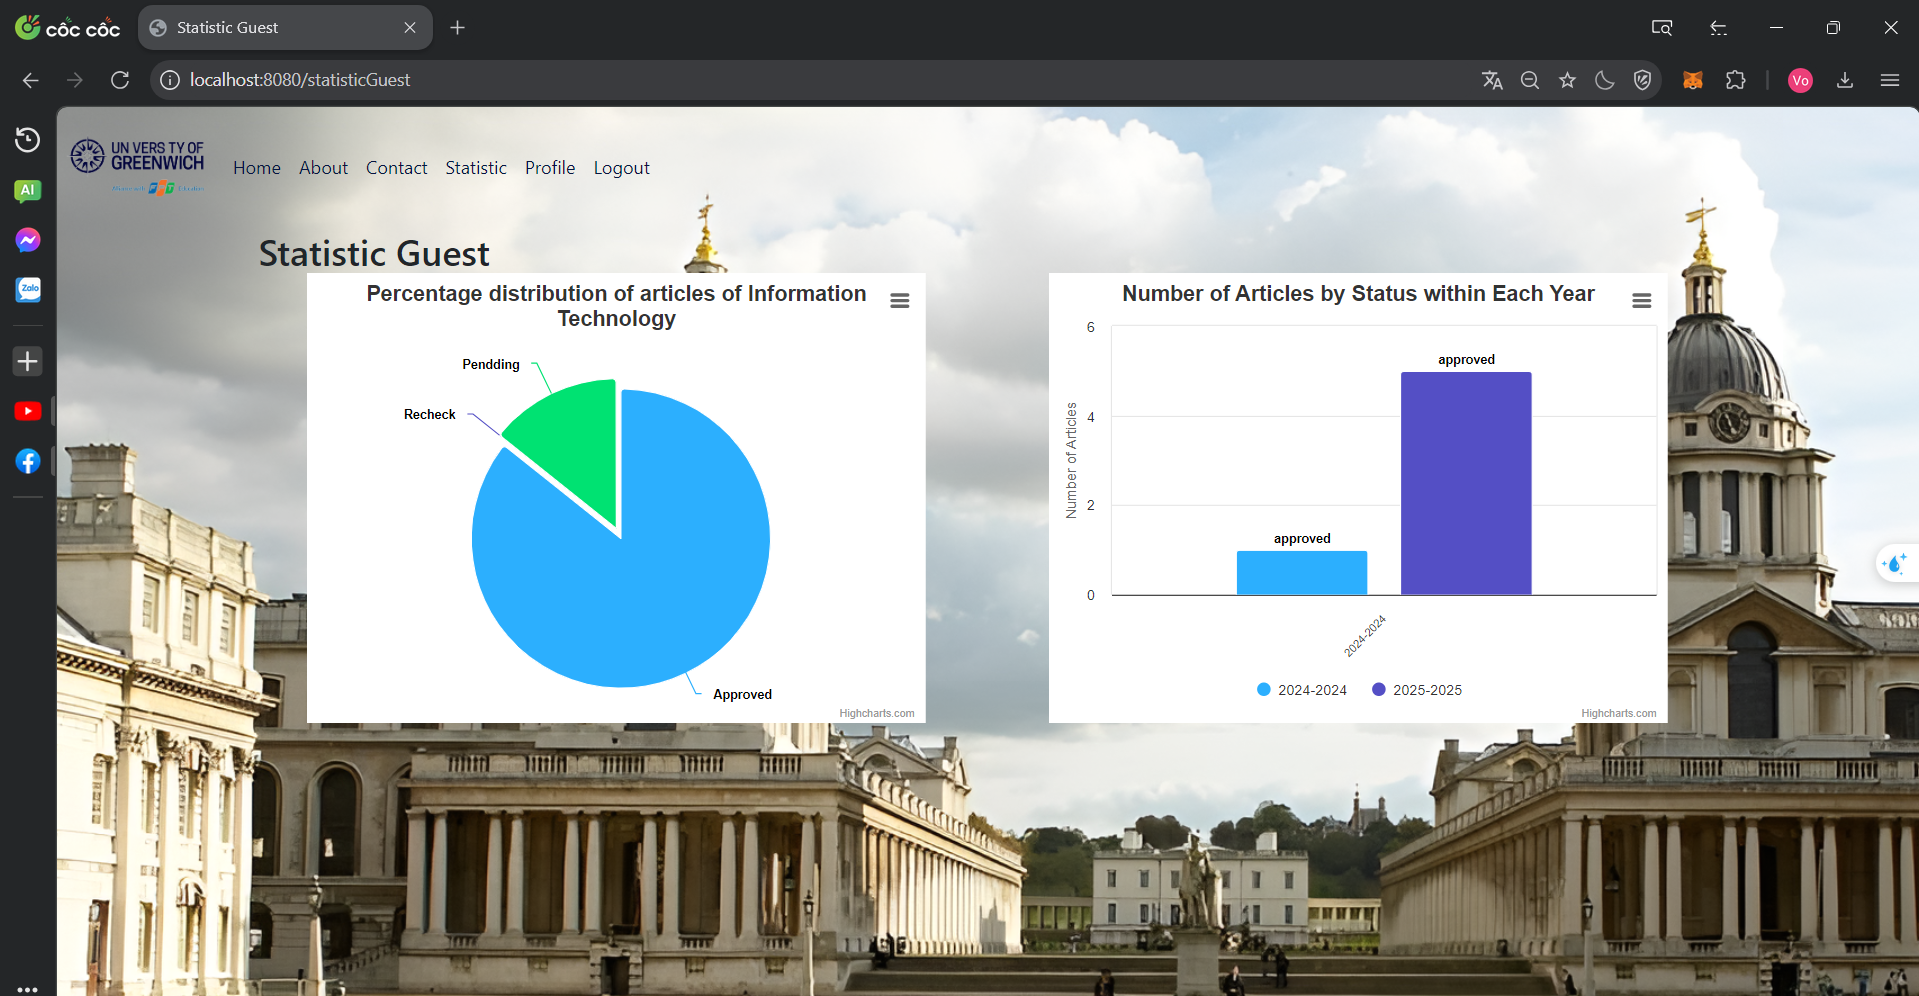 cốc cốc
Statistic Guest
localhost:8080/statisticGuest
Vo
AI
Zalo
UN VERS TY OF
GREENWICH
Home About Contact Statistic Profile Logout
Statistic Guest
Percentage distribution of articles of Information
Technology
Pendding
Recheck
Approved
Highcharts.com
Number of Articles by Status within Each Year
6
4
2
0
Number of Articles
approved
approved
2024-2024
2024-2024
2025-2025
Highcharts.com